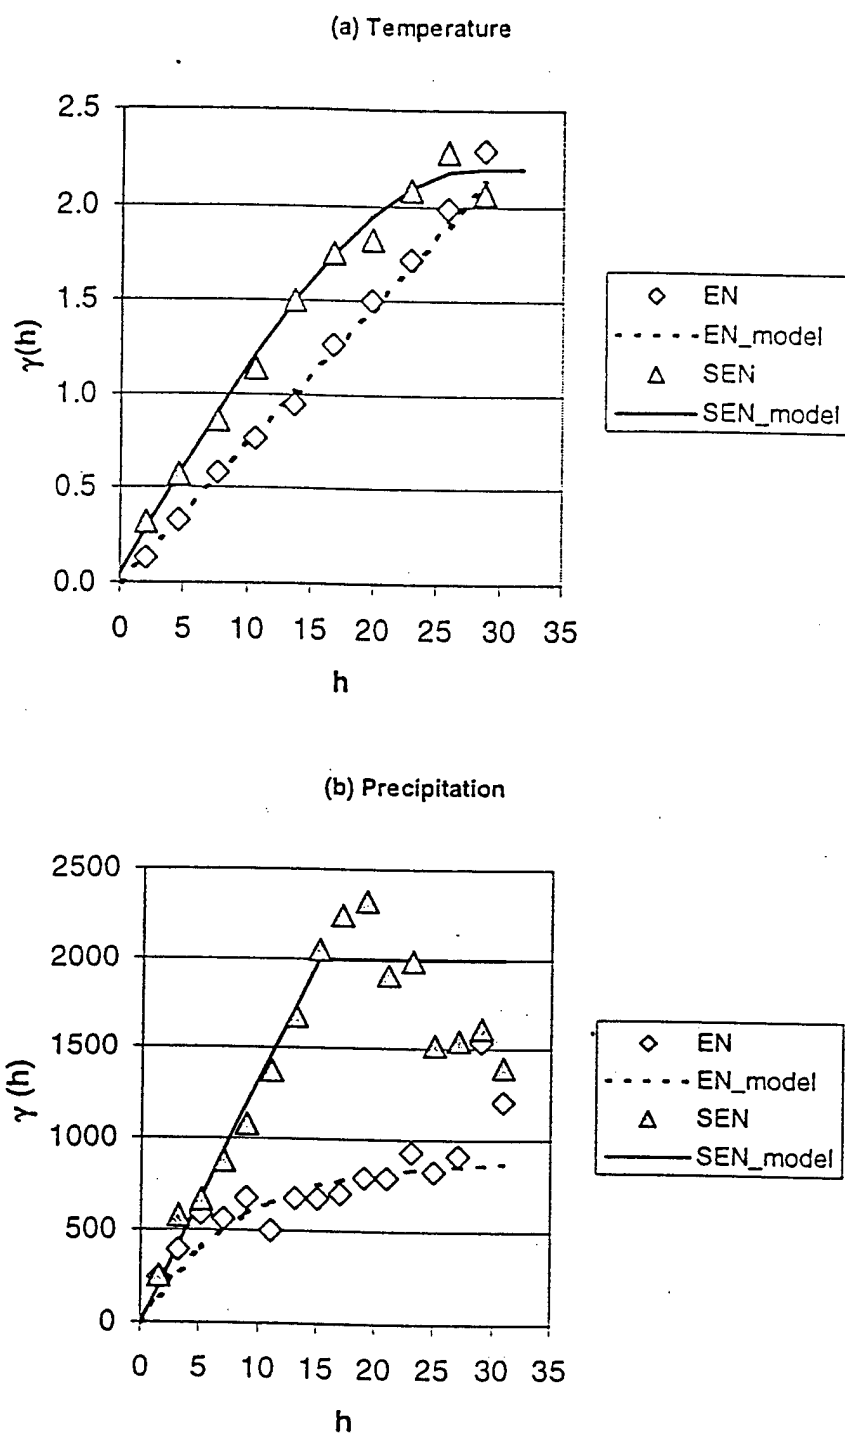 (a) Temperature
2.5
2.0
1.5
1.0
0.5
0.0
γ(h)
0 5 10 15 20 25 30 35
h
EN
EN_model
SEN
SEN_model
(b) Precipitation
2500
2000
1500
1000
500
0
γ (h)
0 5 10 15 20 25 30 35
h
EN
EN_model
SEN
SEN_model